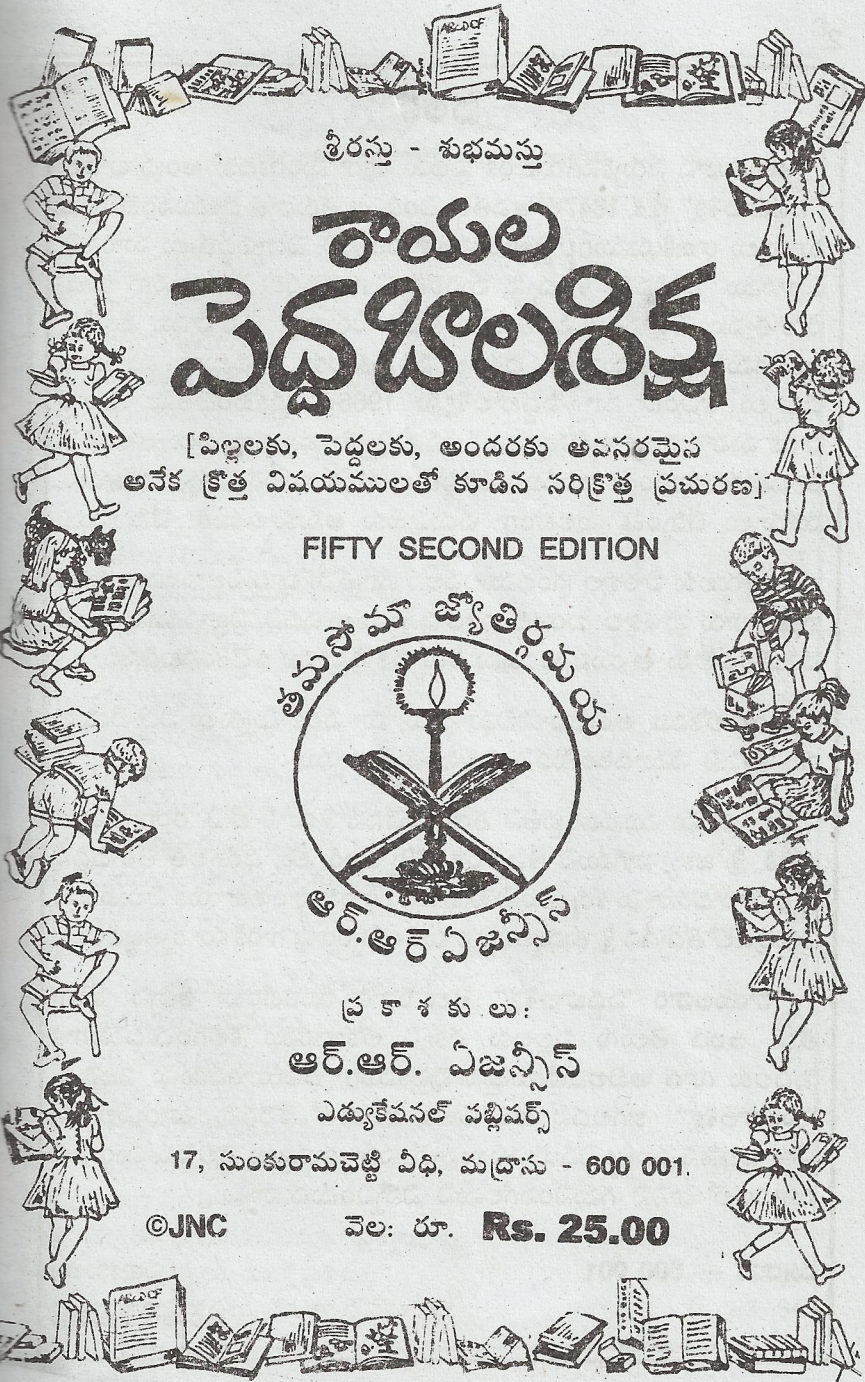 ABCDCF
శ్రీరస్తు - శుభమస్తు
రాయల
పెద్దబాలశిక్ష
[పిల్లలకు, పెద్దలకు, అందరకు అవసరమైన
అనేక క్రొత్త విషయములతో కూడిన సరిక్రొత్త ప్రచురణ]
FIFTY SECOND EDITION
తమసోమా జ్యోతిర్గమయ
ఆర్.ఆర్ ఏజన్సీస్
ప్రకాశకులు:
ఆర్.ఆర్. ఏజన్సీస్
ఎడ్యుకేషనల్ పబ్లిషర్స్
17, సుంకురామచెట్టి వీధి, మద్రాసు - 600 001.
©JNC వెల: రూ. Rs. 25.00
ABCDCF